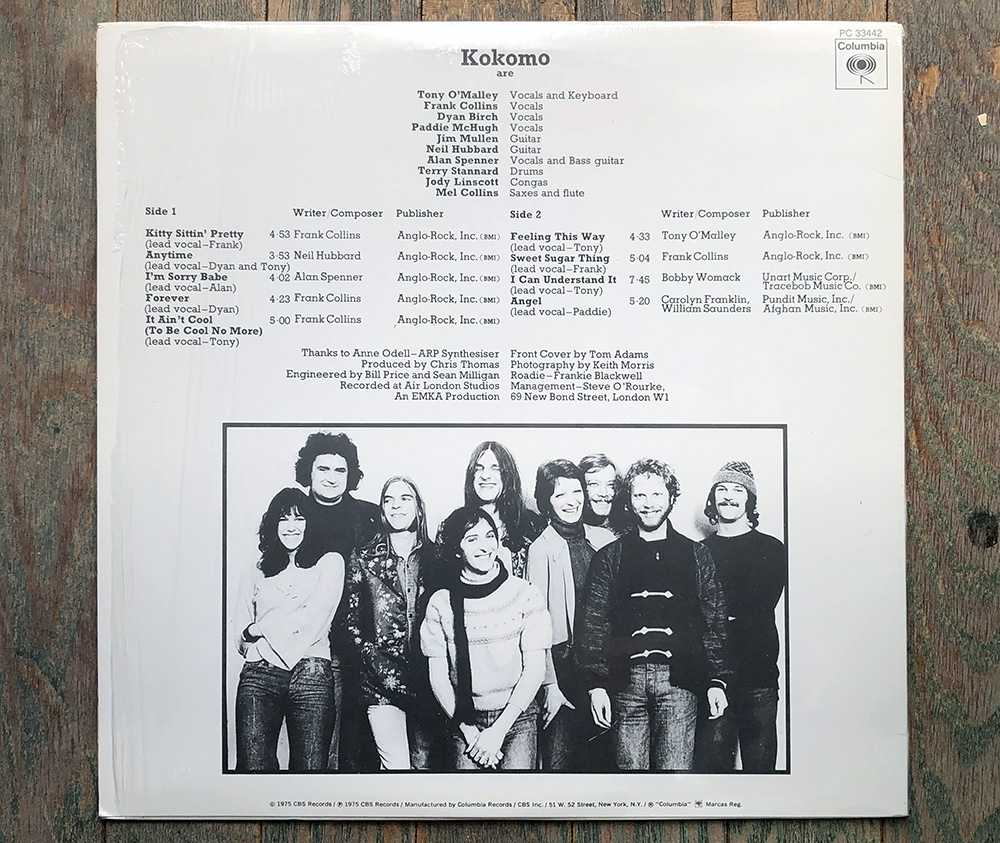 PC 33442
Columbia
Kokomo
are
Tony O'Malley Vocals and Keyboard
Frank Collins Vocals
Dyan Birch Vocals
Paddie McHugh Vocals
Jim Mullen Guitar
Neil Hubbard Guitar
Alan Spenner Vocals and Bass guitar
Terry Stannard Drums
Jody Linscott Congas
Mel Collins Saxes and flute
Side 1 Writer/Composer Publisher
Kitty Sittin' Pretty 4·53 Frank Collins Anglo-Rock, Inc. (BMI)
(lead vocal–Frank)
Anytime 3·53 Neil Hubbard Anglo-Rock, Inc. (BMI)
(lead vocal–Dyan and Tony)
I'm Sorry Babe 4·02 Alan Spenner Anglo-Rock, Inc. (BMI)
(lead vocal–Alan)
Forever 4·23 Frank Collins Anglo-Rock, Inc. (BMI)
(lead vocal–Dyan)
It Ain't Cool 5·00 Frank Collins Anglo-Rock, Inc. (BMI)
(To Be Cool No More)
(lead vocal–Tony)
Side 2 Writer/Composer Publisher
Feeling This Way 4·33 Tony O'Malley Anglo-Rock, Inc. (BMI)
(lead vocal–Tony)
Sweet Sugar Thing 5·04 Frank Collins Anglo-Rock, Inc. (BMI)
(lead vocal–Frank)
I Can Understand It 7·45 Bobby Womack Unart Music Corp./
(lead vocal–Tony) Tracebob Music Co. (BMI)
Angel 5·20 Carolyn Franklin, Pundit Music, Inc./
(lead vocal–Paddie) William Saunders Afghan Music, Inc. (BMI)
Thanks to Anne Odell–ARP Synthesiser
Produced by Chris Thomas
Engineered by Bill Price and Sean Milligan
Recorded at Air London Studios
An EMKA Production
Front Cover by Tom Adams
Photography by Keith Morris
Roadie–Frankie Blackwell
Management–Steve O'Rourke,
69 New Bond Street, London W1
© 1975 CBS Records / ℗ 1975 CBS Records / Manufactured by Columbia Records / CBS Inc. / 51 W. 52 Street, New York, N.Y. / ® "Columbia" Marcas Reg.